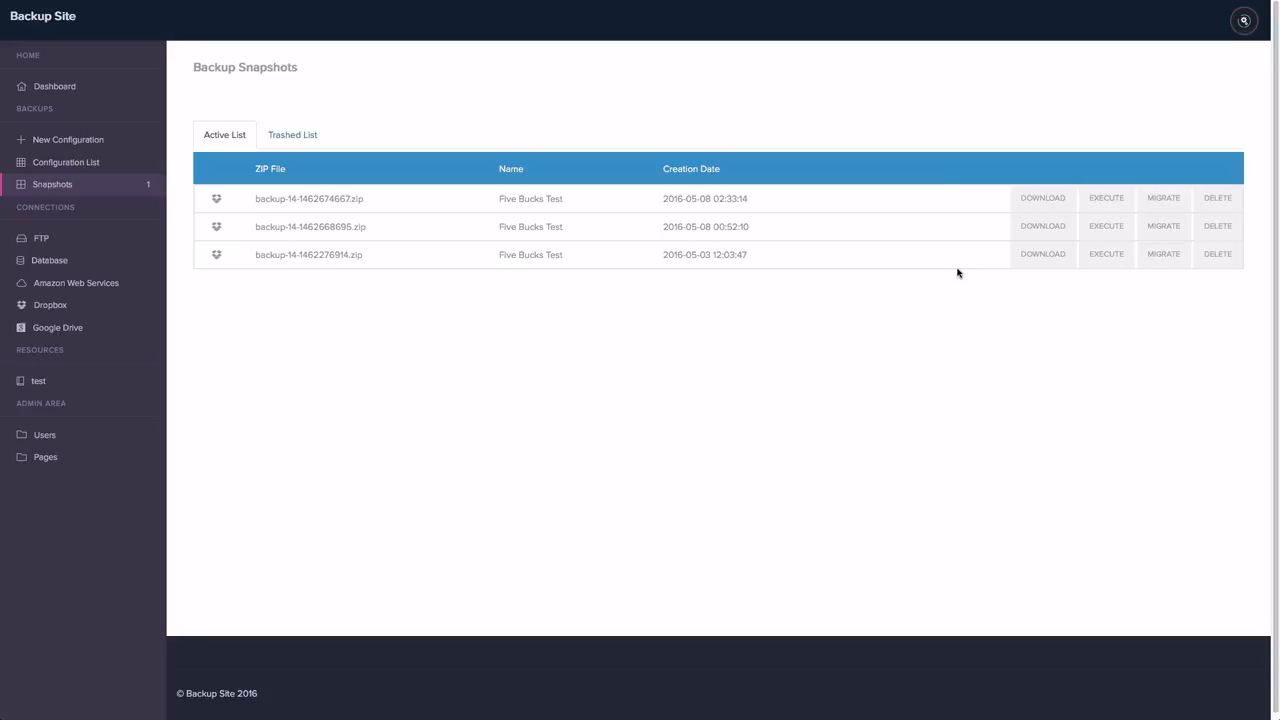 Backup Site
HOME
Dashboard
BACKUPS
New Configuration
Configuration List
Snapshots 1
CONNECTIONS
FTP
Database
Amazon Web Services
Dropbox
Google Drive
RESOURCES
test
ADMIN AREA
Users
Pages
Backup Snapshots
Active List Trashed List
ZIP File Name Creation Date
backup-14-1462674667.zip Five Bucks Test 2016-05-08 02:33:14 DOWNLOAD EXECUTE MIGRATE DELETE
backup-14-1462668695.zip Five Bucks Test 2016-05-08 00:52:10 DOWNLOAD EXECUTE MIGRATE DELETE
backup-14-1462276914.zip Five Bucks Test 2016-05-03 12:03:47 DOWNLOAD EXECUTE MIGRATE DELETE
© Backup Site 2016